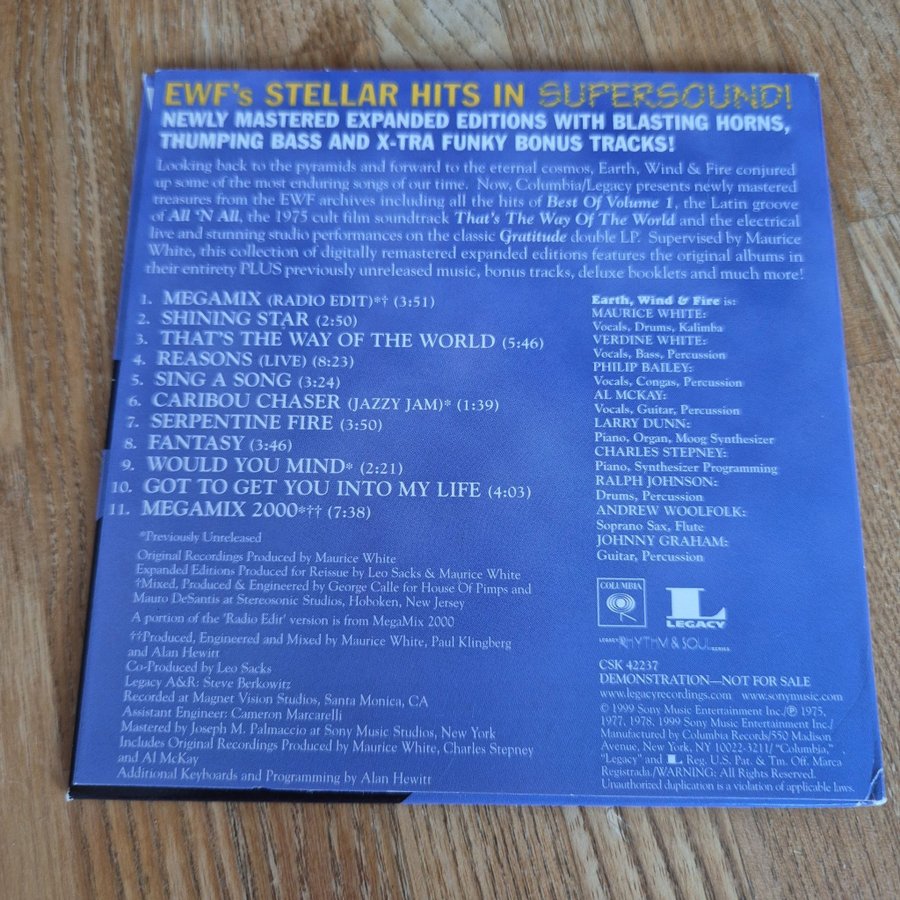 EWF's STELLAR HITS IN SUPERSOUND!
NEWLY MASTERED EXPANDED EDITIONS WITH BLASTING HORNS,
THUMPING BASS AND X-TRA FUNKY BONUS TRACKS!
Looking back to the pyramids and forward to the eternal cosmos, Earth, Wind & Fire conjured
up some of the most enduring songs of our time. Now, Columbia/Legacy presents newly mastered
treasures from the EWF archives including all the hits of Best Of Volume 1, the Latin groove
of All 'N All, the 1975 cult film soundtrack That's The Way Of The World and the electrical
live and stunning studio performances on the classic Gratitude double LP. Supervised by Maurice
White, this collection of digitally remastered expanded editions features the original albums in
their entirety PLUS previously unreleased music, bonus tracks, deluxe booklets and much more!
1. MEGAMIX (RADIO EDIT)*† (3:51)
2. SHINING STAR (2:50)
3. THAT'S THE WAY OF THE WORLD (5:46)
4. REASONS (LIVE) (8:23)
5. SING A SONG (3:24)
6. CARIBOU CHASER (JAZZY JAM)* (1:39)
7. SERPENTINE FIRE (3:50)
8. FANTASY (3:46)
9. WOULD YOU MIND* (2:21)
10. GOT TO GET YOU INTO MY LIFE (4:03)
11. MEGAMIX 2000*†† (7:38)
*Previously Unreleased
Original Recordings Produced by Maurice White
Expanded Editions Produced for Reissue by Leo Sacks & Maurice White
†Mixed, Produced & Engineered by George Calle for House Of Pimps and
Mauro DeSantis at Stereosonic Studios, Hoboken, New Jersey
A portion of the 'Radio Edit' version is from MegaMix 2000
††Produced, Engineered and Mixed by Maurice White, Paul Klingberg
and Alan Hewitt
Co-Produced by Leo Sacks
Legacy A&R: Steve Berkowitz
Recorded at Magnet Vision Studios, Santa Monica, CA
Assistant Engineer: Cameron Marcarelli
Mastered by Joseph M. Palmaccio at Sony Music Studios, New York
Includes Original Recordings Produced by Maurice White, Charles Stepney
and Al McKay
Additional Keyboards and Programming by Alan Hewitt
Earth, Wind & Fire is:
MAURICE WHITE:
Vocals, Drums, Kalimba
VERDINE WHITE:
Vocals, Bass, Percussion
PHILIP BAILEY:
Vocals, Congas, Percussion
AL MCKAY:
Vocals, Guitar, Percussion
LARRY DUNN:
Piano, Organ, Moog Synthesizer
CHARLES STEPNEY:
Piano, Synthesizer Programming
RALPH JOHNSON:
Drums, Percussion
ANDREW WOOLFOLK:
Soprano Sax, Flute
JOHNNY GRAHAM:
Guitar, Percussion
COLUMBIA
L
LEGACY
LEGACY RHYTHM & SOUL SERIES
CSK 42237
DEMONSTRATION—NOT FOR SALE
www.legacyrecordings.com www.sonymusic.com
© 1999 Sony Music Entertainment Inc./℗ 1975,
1977, 1978, 1999 Sony Music Entertainment Inc./
Manufactured by Columbia Records/550 Madison
Avenue, New York, NY 10022-3211/ "Columbia,"
"Legacy" and L Reg. U.S. Pat. & Tm. Off. Marca
Registrada./WARNING: All Rights Reserved.
Unauthorized duplication is a violation of applicable laws.